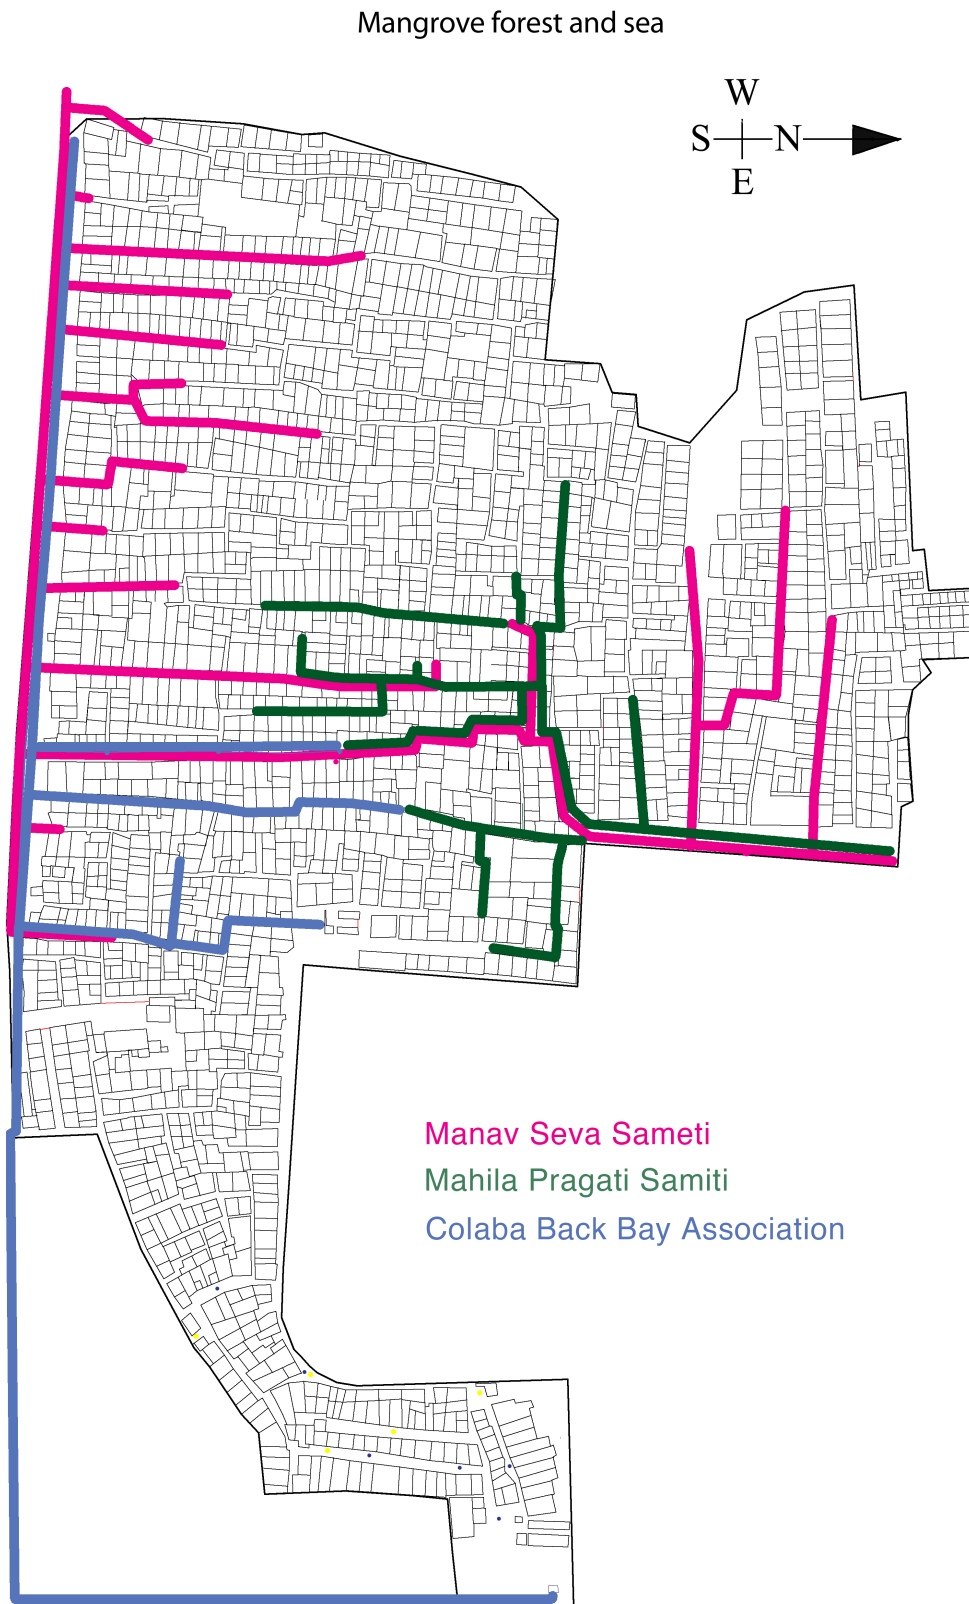 Mangrove forest and sea
W
S N
E
Manav Seva Sameti
Mahila Pragati Samiti
Colaba Back Bay Association